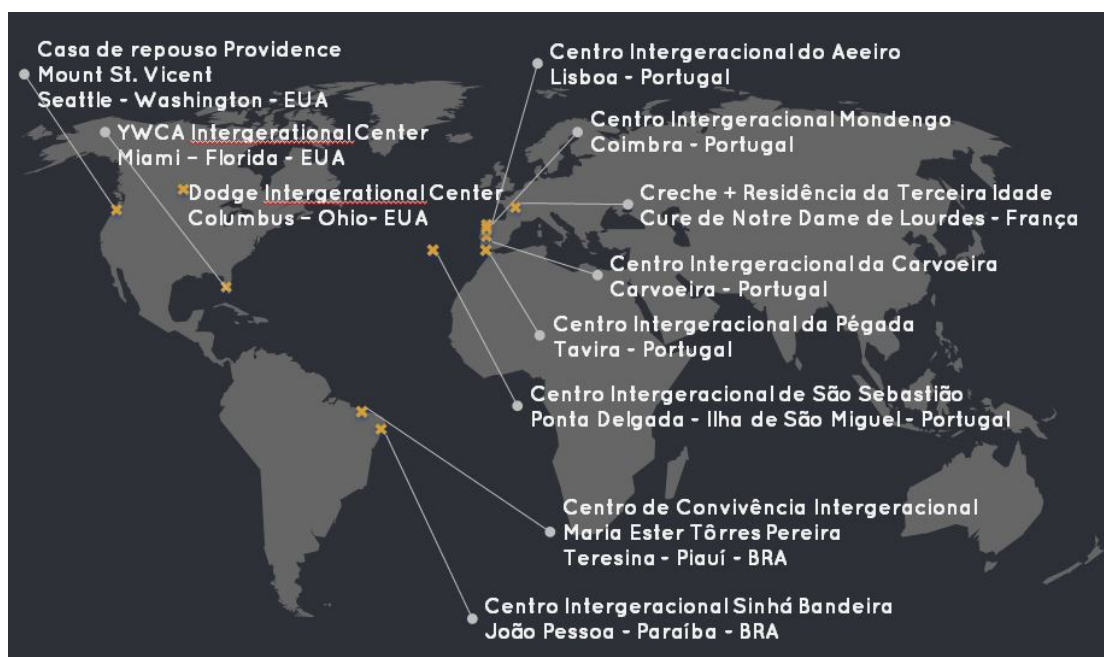 Casa de repouso Providence
Mount St. Vicent
Seattle - Washington - EUA
YWCA Intergerational Center
Miami – Florida - EUA
Dodge Intergerational Center
Columbus – Ohio- EUA
Centro Intergeracional do Aeeiro
Lisboa - Portugal
Centro Intergeracional Mondengo
Coimbra - Portugal
Creche + Residência da Terceira Idade
Cure de Notre Dame de Lourdes - França
Centro Intergeracional da Carvoeira
Carvoeira - Portugal
Centro Intergeracional da Pégada
Tavira - Portugal
Centro Intergeracional de São Sebastião
Ponta Delgada - Ilha de São Miguel - Portugal
Centro de Convivência Intergeracional
Maria Ester Tôrres Pereira
Teresina - Piauí - BRA
Centro Intergeracional Sinhá Bandeira
João Pessoa - Paraíba - BRA